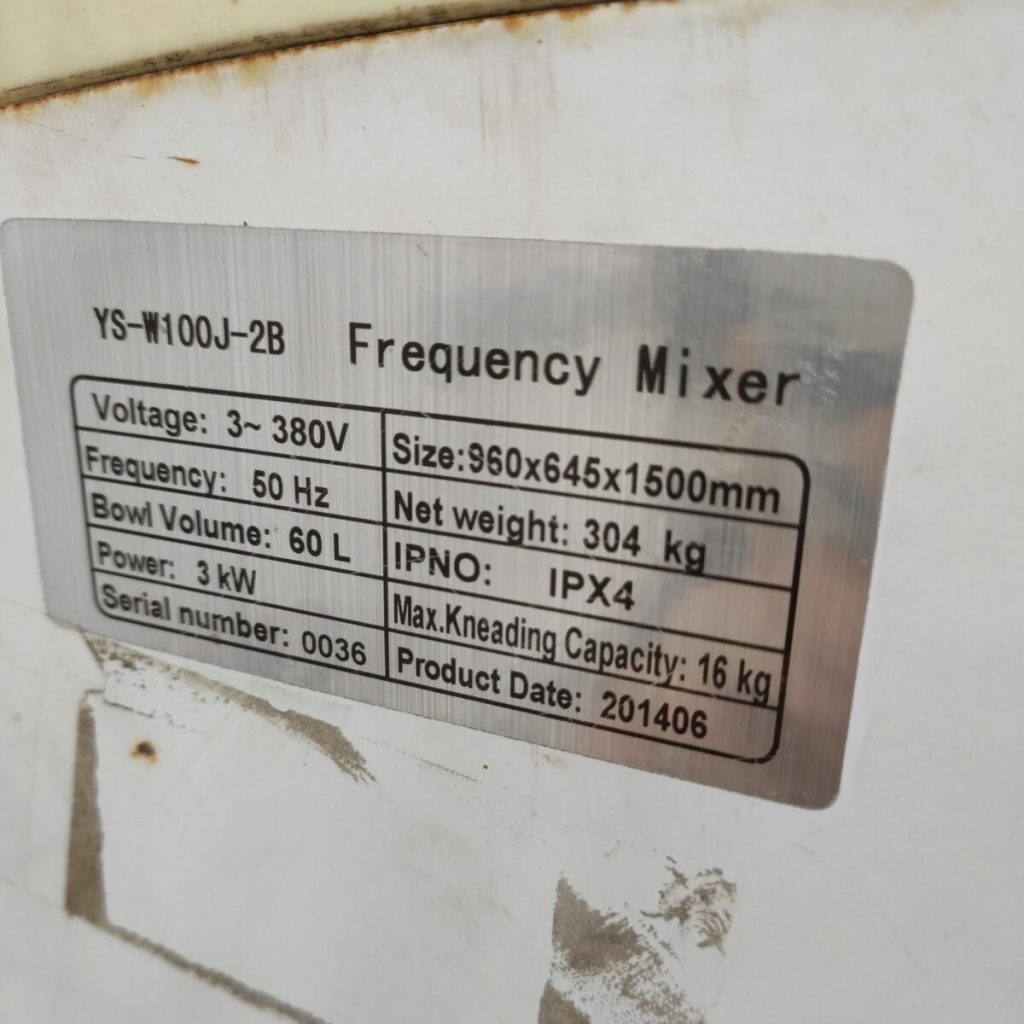 YS-W100J-2B Frequency Mixer
Voltage: 3~ 380V
Size:960x645x1500mm
Frequency: 50 Hz
Net weight: 304 kg
Bowl Volume: 60 L
IPNO: IPX4
Power: 3 kW
Max.Kneading Capacity: 16 kg
Serial number: 0036
Product Date: 201406